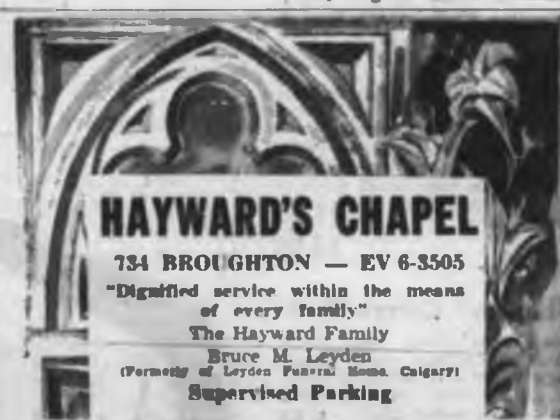 HAYWARD'S CHAPEL
734 BROUGHTON — EV 6-3505
"Dignified service within the means
of every family"
The Hayward Family
Bruce M. Leyden
(Formerly of Leyden Funeral Home, Calgary)
Supervised Parking